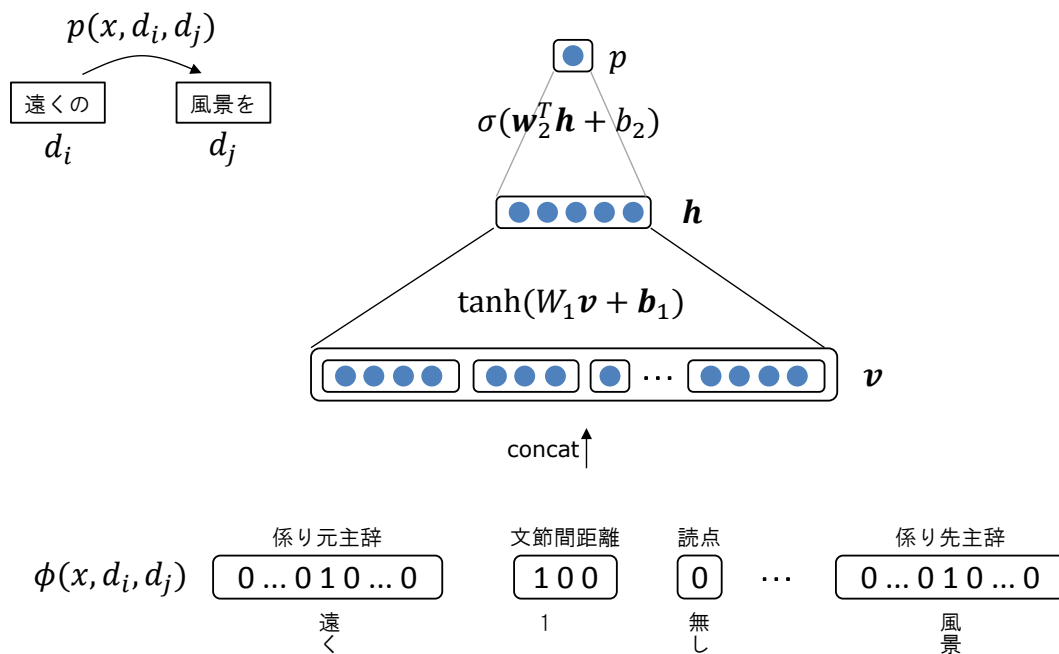 p(x, d_i, d_j)
遠くの 風景を
d_i d_j
p
σ(w_2^T h + b_2)
h
tanh(W_1 v + b_1)
… v
concat
係り元主辞 文節間距離 読点 係り先主辞
ϕ(x, d_i, d_j) 0 … 0 1 0 … 0 1 0 0 0 … 0 … 0 1 0 … 0
遠く 1 無し 風景